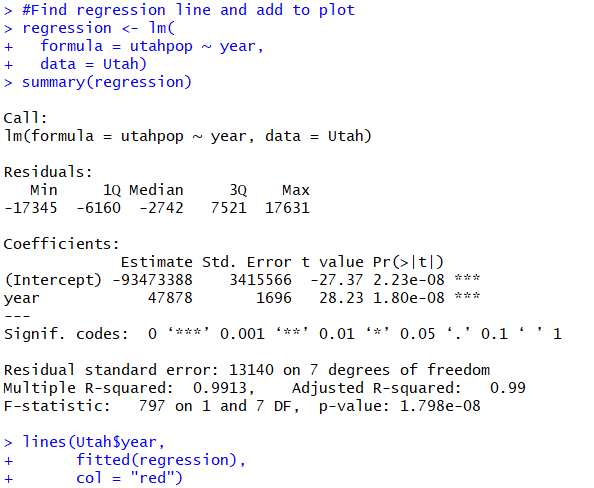 > #Find regression line and add to plot
> regression <- lm(
+   formula = utahpop ~ year,
+   data = Utah)
> summary(regression)

Call:
lm(formula = utahpop ~ year, data = Utah)

Residuals:
   Min     1Q Median     3Q    Max
-17345  -6160  -2742   7521  17631

Coefficients:
             Estimate Std. Error t value Pr(>|t|)
(Intercept) -93473388    3415566  -27.37 2.23e-08 ***
year            47878       1696   28.23 1.80e-08 ***
---
Signif. codes:  0 ‘***’ 0.001 ‘**’ 0.01 ‘*’ 0.05 ‘.’ 0.1 ‘ ’ 1

Residual standard error: 13140 on 7 degrees of freedom
Multiple R-squared:  0.9913,    Adjusted R-squared:   0.99
F-statistic:   797 on 1 and 7 DF,  p-value: 1.798e-08

> lines(Utah$year,
+       fitted(regression),
+       col = "red")